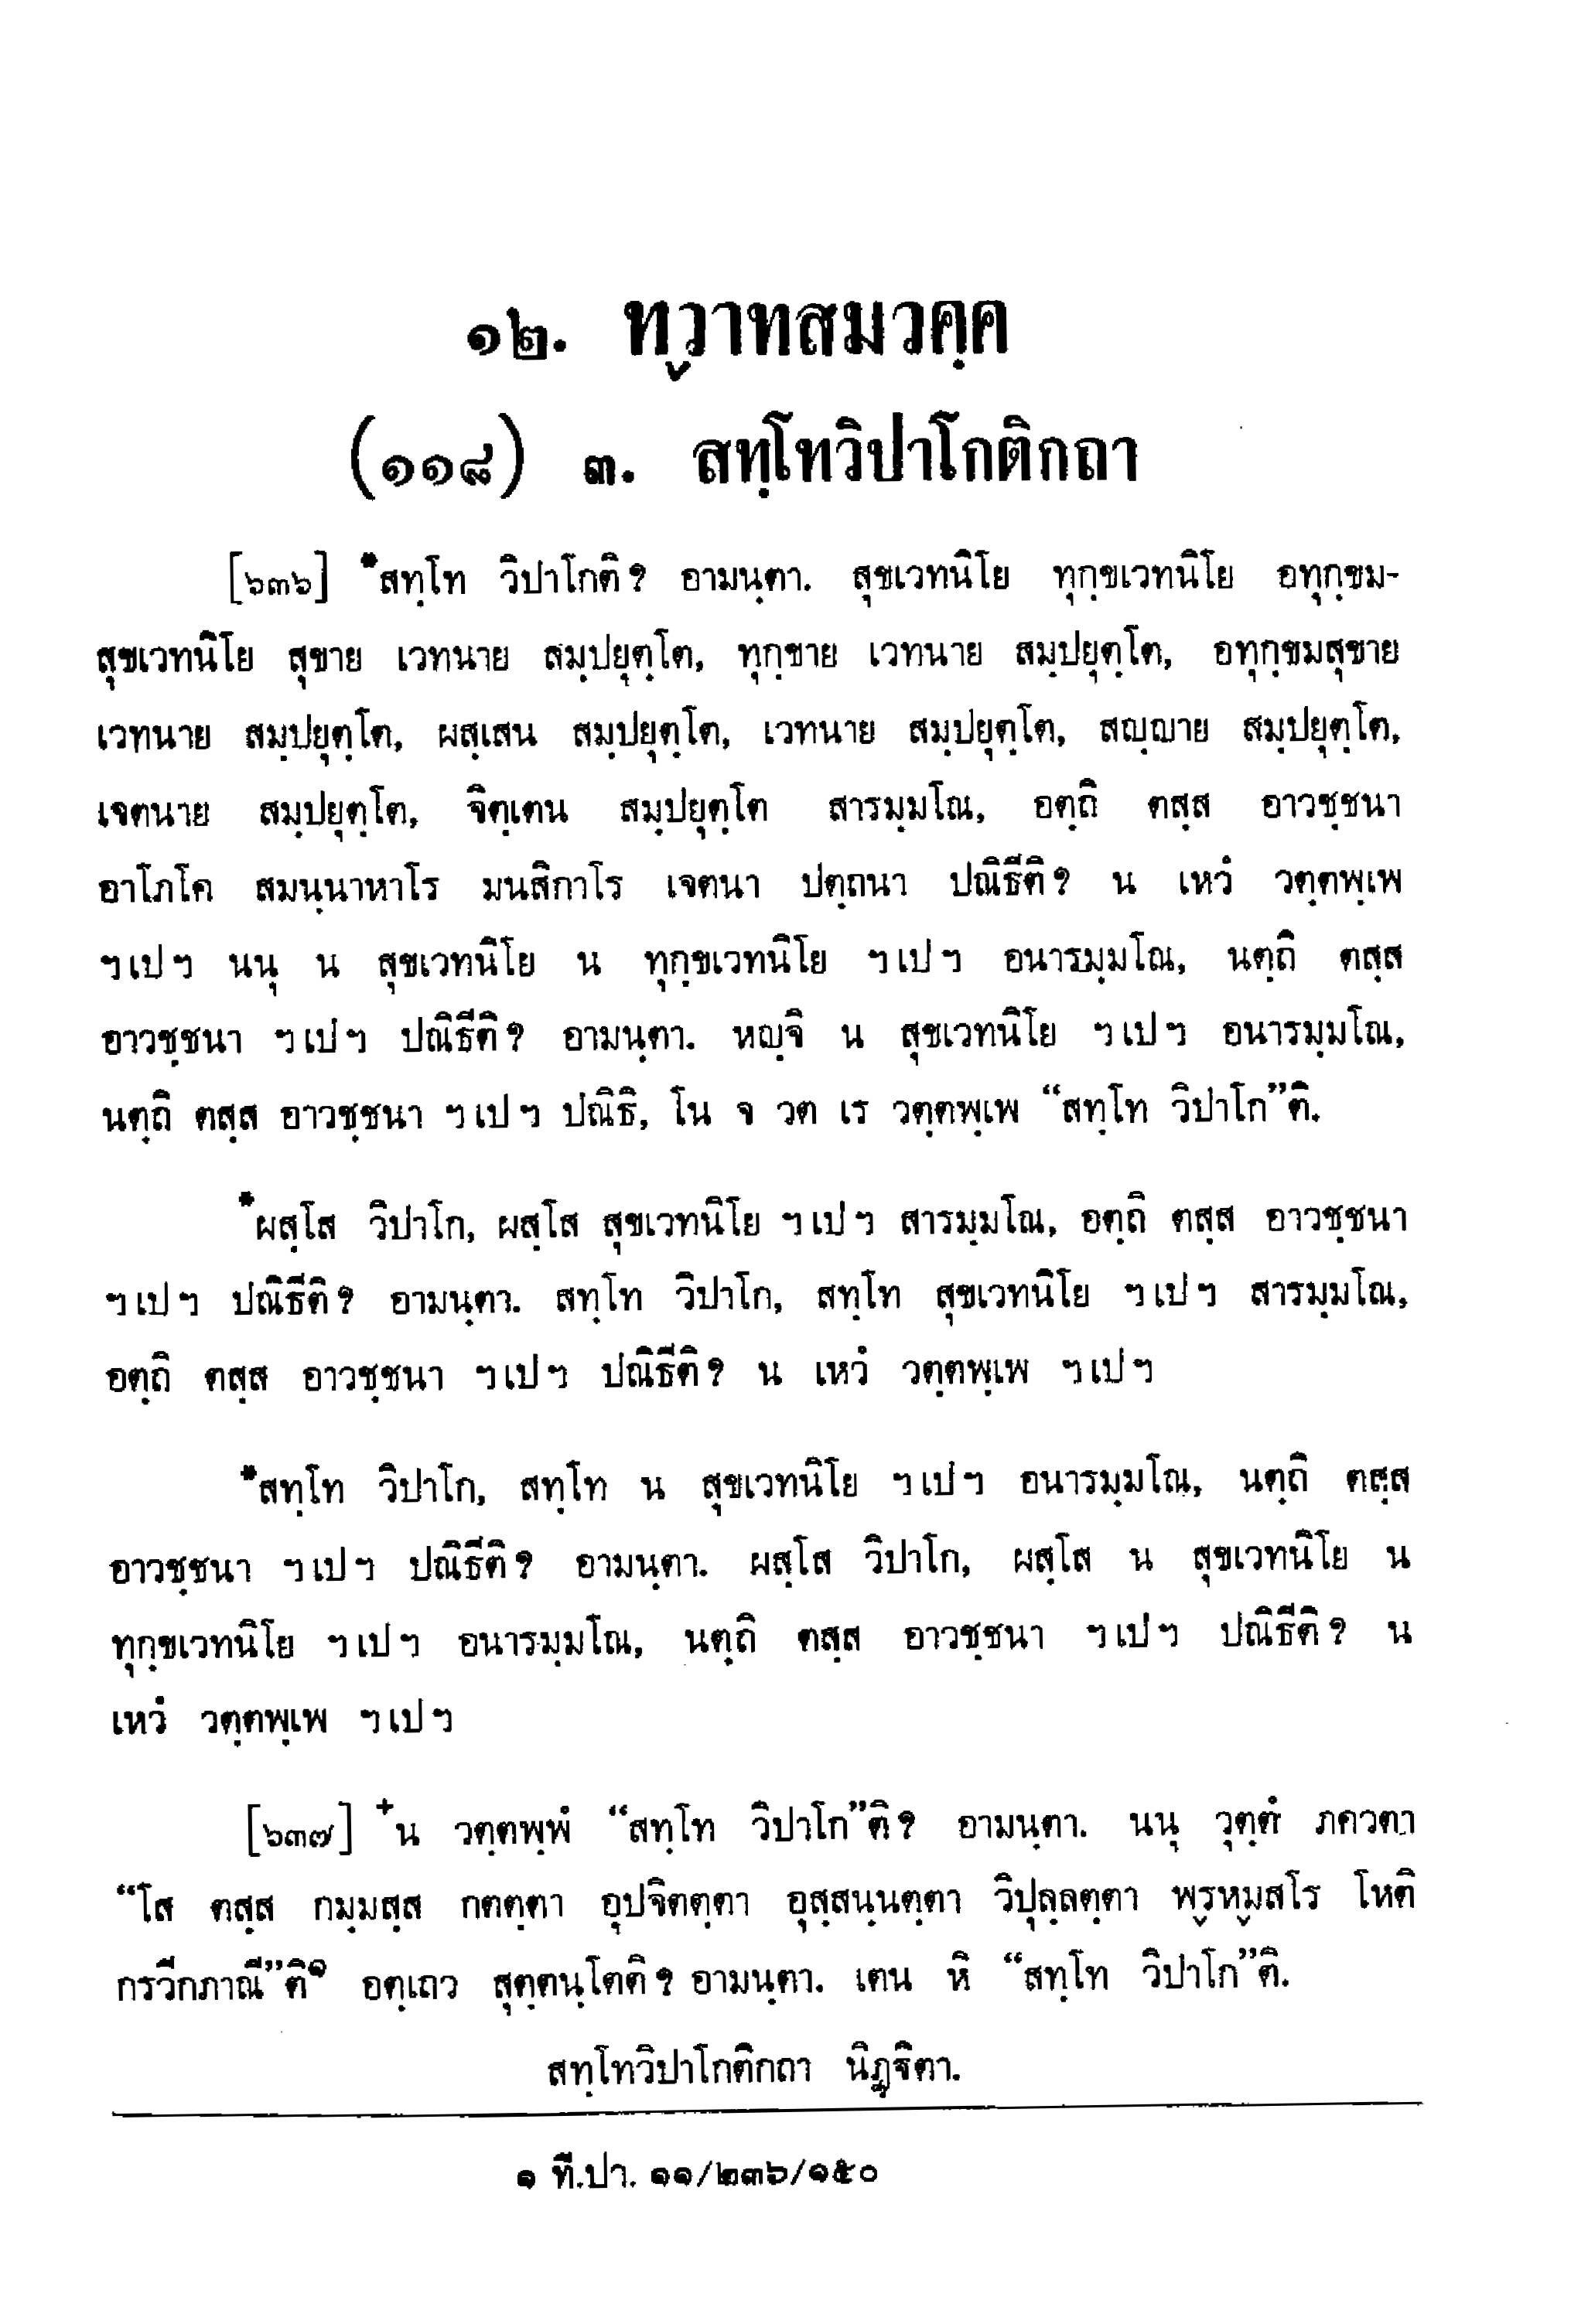 ๑๒. ทฺวาทสมวคฺค
(๑๑๘) ๓. สทฺโทวิปาโกติกถา
[๖๓๖] *สทฺโท วิปาโกติ? อามนฺตา. สุขเวทนิโย ทุกฺขเวทนิโย อทุกฺขม-
สุขเวทนิโย สุขาย เวทนาย สมฺปยุตฺโต, ทุกฺขาย เวทนาย สมฺปยุตฺโต, อทุกฺขมสุขาย
เวทนาย สมฺปยุตฺโต, ผสฺเสน สมฺปยุตฺโต, เวทนาย สมฺปยุตฺโต, สญฺญาย สมฺปยุตฺโต,
เจตนาย สมฺปยุตฺโต, จิตฺเตน สมฺปยุตฺโต สารมฺมโณ, อตฺถิ ตสฺส อาวชฺชนา
อาโภโค สมนฺนาหาโร มนสิกาโร เจตนา ปตฺถนา ปณิธีติ? น เหวํ วตฺตพฺเพ
ฯเปฯ นนุ น สุขเวทนิโย น ทุกฺขเวทนิโย ฯเปฯ อนารมฺมโณ, นตฺถิ ตสฺส
อาวชฺชนา ฯเปฯ ปณิธีติ? อามนฺตา. หญฺจิ น สุขเวทนิโย ฯเปฯ อนารมฺมโณ,
นตฺถิ ตสฺส อาวชฺชนา ฯเปฯ ปณิธิ, โน จ วต เร วตฺตพฺเพ “สทฺโท วิปาโก”ติ.
*ผสฺโส วิปาโก, ผสฺโส สุขเวทนิโย ฯเปฯ สารมฺมโณ, อตฺถิ ตสฺส อาวชฺชนา
ฯเปฯ ปณิธีติ? อามนฺตา. สทฺโท วิปาโก, สทฺโท สุขเวทนิโย ฯเปฯ สารมฺมโณ,
อตฺถิ ตสฺส อาวชฺชนา ฯเปฯ ปณิธีติ? น เหวํ วตฺตพฺเพ ฯเปฯ
*สทฺโท วิปาโก, สทฺโท น สุขเวทนิโย ฯเปฯ อนารมฺมโณ, นตฺถิ ตสฺส
อาวชฺชนา ฯเปฯ ปณิธีติ? อามนฺตา. ผสฺโส วิปาโก, ผสฺโส น สุขเวทนิโย น
ทุกฺขเวทนิโย ฯเปฯ อนารมฺมโณ, นตฺถิ ตสฺส อาวชฺชนา ฯเปฯ ปณิธีติ? น
เหวํ วตฺตพฺเพ ฯเปฯ
[๖๓๗] +น วตฺตพฺพํ “สทฺโท วิปาโก”ติ? อามนฺตา. นนุ วุตฺตํ ภควตา
“โส ตสฺส กมฺมสฺส กตตฺตา อุปจิตตฺตา อุสฺสนฺนตฺตา วิปุลฺลตฺตา พฺรูหฺมูสโร โหติ
กรวีกภาณี”ติ๑ อตฺเถว สุตฺตนฺโตติ? อามนฺตา. เตน หิ “สทฺโท วิปาโก”ติ.
สทฺโทวิปาโกติกถา นิฏฺฐิตา.
๑ ที.ปา. ๑๑/๒๓๖/๑๕๐